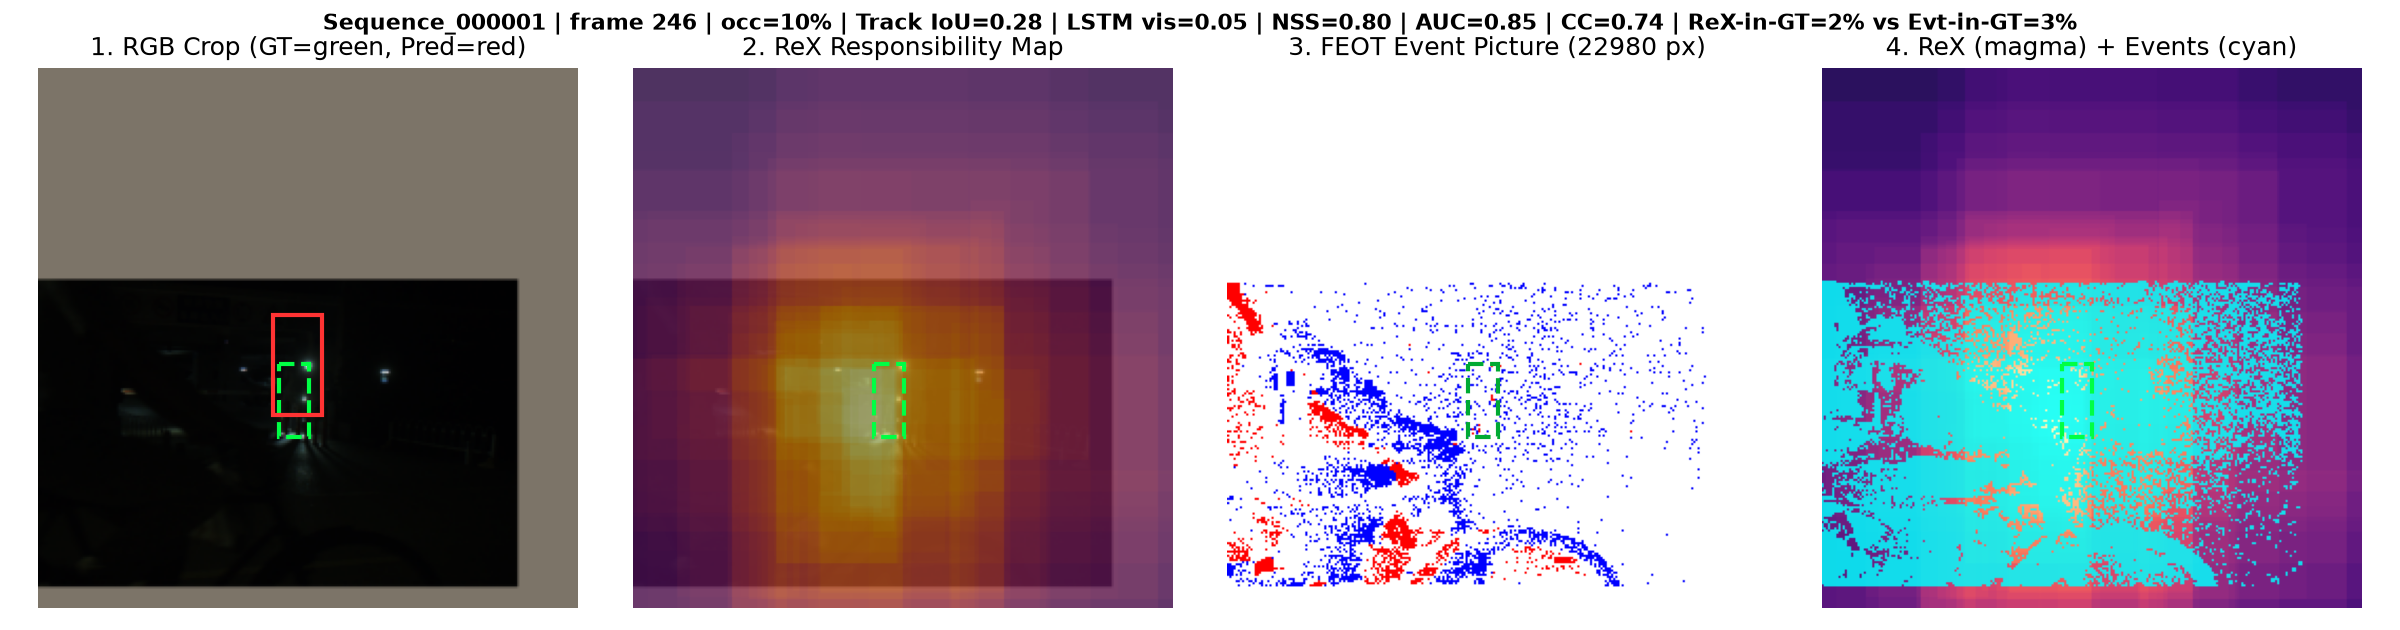 Sequence_000001 | frame 246 | occ=10% | Track IoU=0.28 | LSTM vis=0.05 | NSS=0.80 | AUC=0.85 | CC=0.74 | ReX-in-GT=2% vs Evt-in-GT=3%
1. RGB Crop (GT=green, Pred=red)
2. ReX Responsibility Map
3. FEOT Event Picture (22980 px)
4. ReX (magma) + Events (cyan)